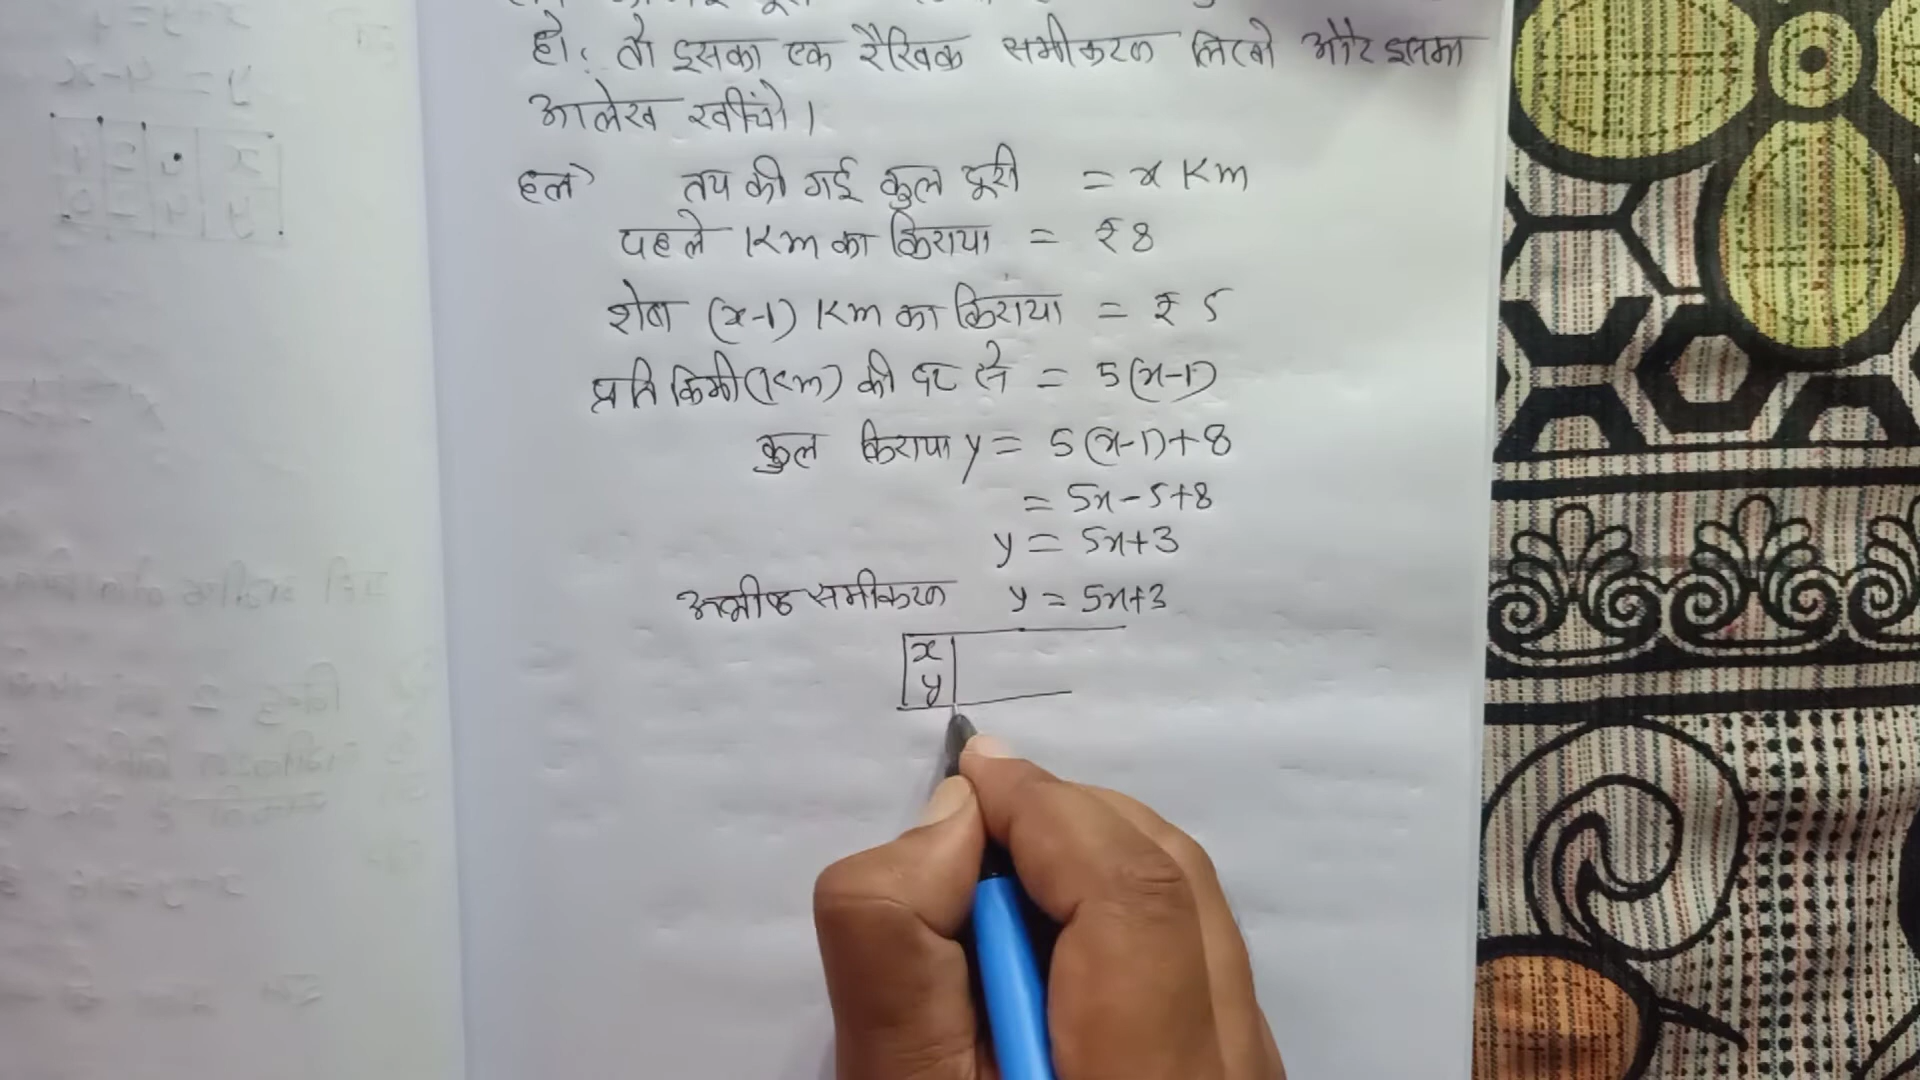 हो, तो इसका एक रैखिक समीकरण लिखो और इसका
आलेख खींचो।
हल तय की गई कुल दूरी = x Km
पहले 1Km का किराया = ₹8
शेष (x-1) Km का किराया = ₹ 5
प्रति किमी (1Km) की दर से = 5(x-1)
कुल किराया y = 5(x-1)+8
= 5x-5+8
y = 5x+3
अभीष्ठ समीकरण y = 5x+3
x
y